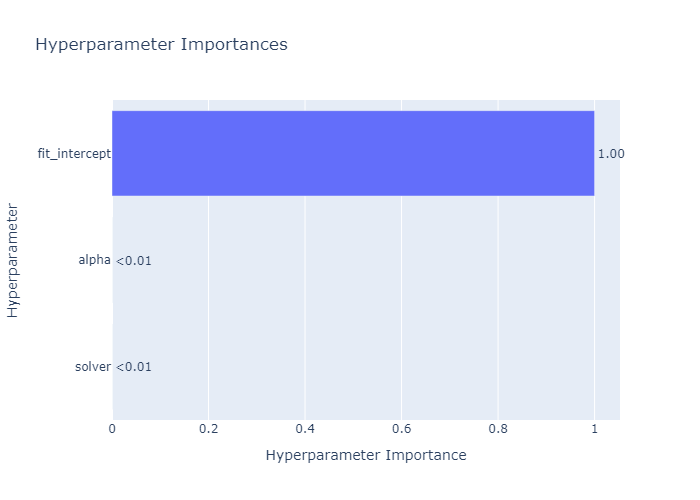 Hyperparameter Importances
Hyperparameter
fit_intercept
1.00
alpha
<0.01
solver
<0.01
0 0.2 0.4 0.6 0.8 1
Hyperparameter Importance